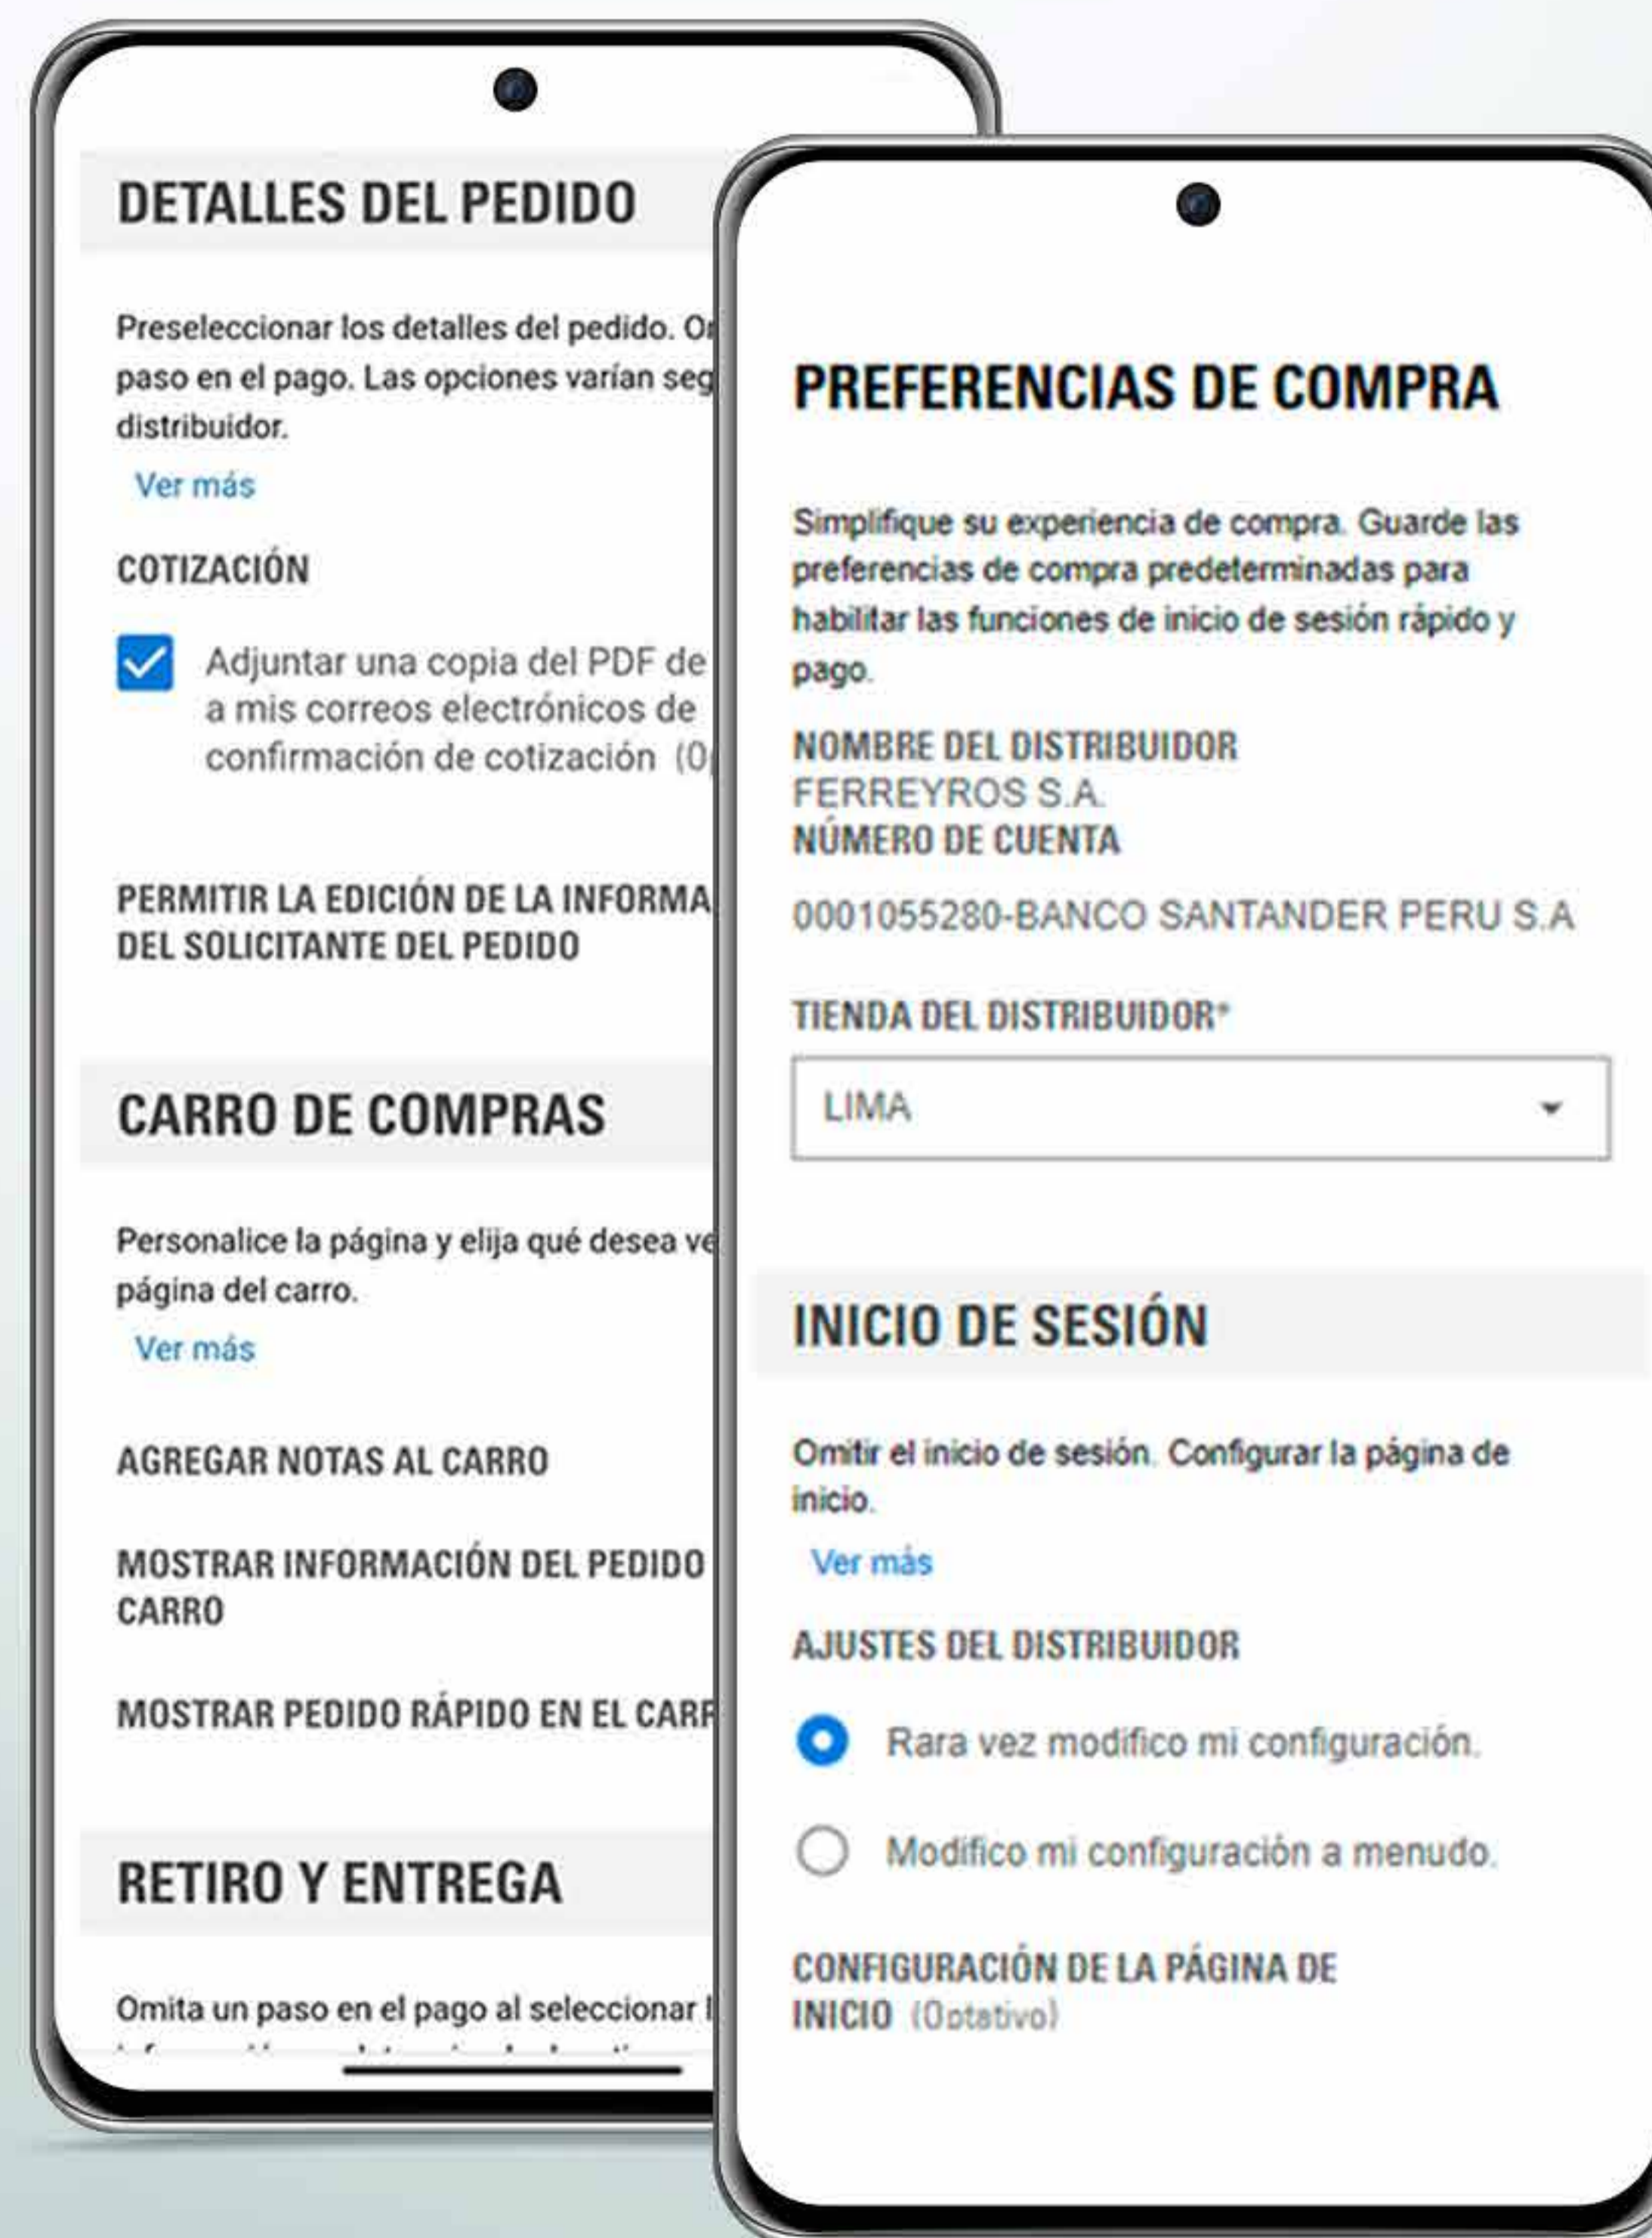 DETALLES DEL PEDIDO
Preseleccionar los detalles del pedido.
paso en el pago. Las opciones varían
distribuidor.
Ver más
COTIZACIÓN
Adjuntar una copia del PDF de
a mis correos electrónicos de
confirmación de cotización
PERMITIR LA EDICIÓN DE LA INFORMA
DEL SOLICITANTE DEL PEDIDO
CARRO DE COMPRAS
Personalice la página y elija qué desea ve
página del carro.
Ver más
AGREGAR NOTAS AL CARRO
MOSTRAR INFORMACIÓN DEL PEDIDO
CARRO
MOSTRAR PEDIDO RÁPIDO EN EL CARR
RETIRO Y ENTREGA
Omita un paso en el pago al seleccionar
PREFERENCIAS DE COMPRA
Simplifique su experiencia de compra. Guarde las
preferencias de compra predeterminadas para
habilitar las funciones de inicio de sesión rápido y
pago.
NOMBRE DEL DISTRIBUIDOR
FERREYROS S.A.
NÚMERO DE CUENTA
0001055280-BANCO SANTANDER PERU S.A
TIENDA DEL DISTRIBUIDOR*
LIMA
INICIO DE SESIÓN
Omitir el inicio de sesión. Configurar la página de
inicio.
Ver más
AJUSTES DEL DISTRIBUIDOR
Rara vez modifico mi configuración.
Modifico mi configuración a menudo.
CONFIGURACIÓN DE LA PÁGINA DE
INICIO (Optativo)